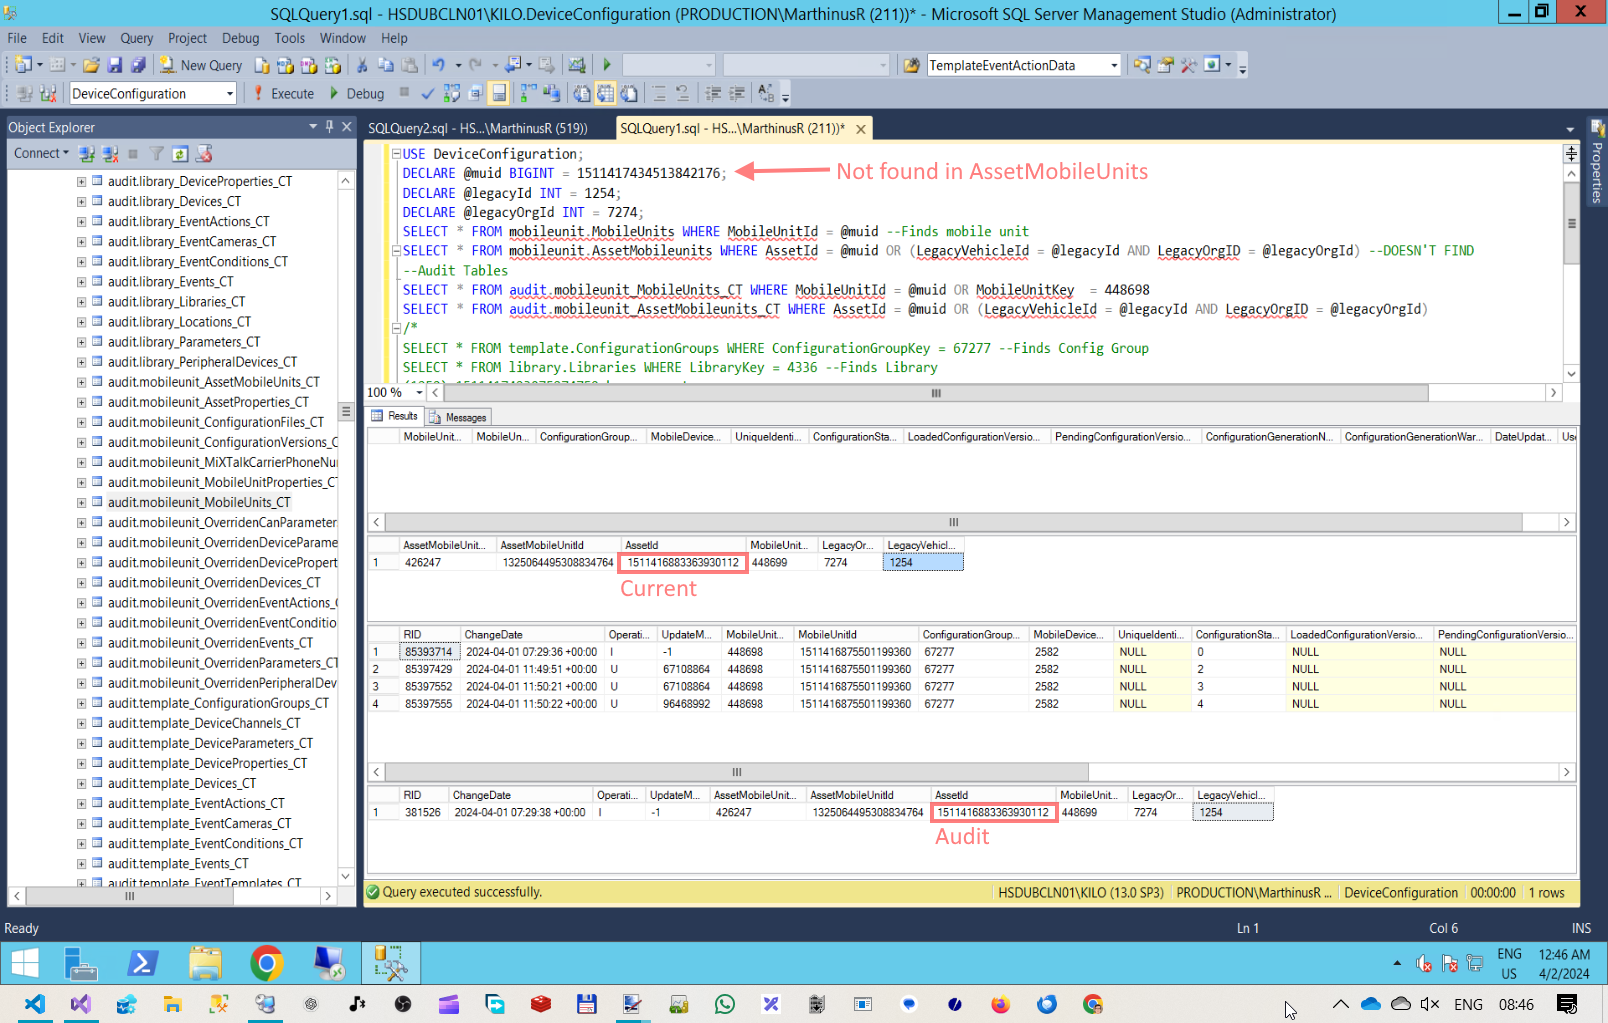 SQLQuery1.sql - HSDUBCLN01\KILO.DeviceConfiguration (PRODUCTION\MarthinusR (211))* - Microsoft SQL Server Management Studio (Administrator)
File Edit View Query Project Debug Tools Window Help
New Query TemplateEventActionData
DeviceConfiguration Execute Debug
Object Explorer
Connect
audit.library_DeviceProperties_CT
audit.library_Devices_CT
audit.library_EventActions_CT
audit.library_EventCameras_CT
audit.library_EventConditions_CT
audit.library_Events_CT
audit.library_Libraries_CT
audit.library_Locations_CT
audit.library_Parameters_CT
audit.library_PeripheralDevices_CT
audit.mobileunit_AssetMobileUnits_CT
audit.mobileunit_AssetProperties_CT
audit.mobileunit_ConfigurationFiles_CT
audit.mobileunit_ConfigurationVersions_C
audit.mobileunit_MiXTalkCarrierPhoneNu
audit.mobileunit_MobileUnitProperties_C
audit.mobileunit_MobileUnits_CT
audit.mobileunit_OverridenCanParameter
audit.mobileunit_OverridenDeviceParame
audit.mobileunit_OverridenDevicePropert
audit.mobileunit_OverridenDevices_CT
audit.mobileunit_OverridenEventActions_
audit.mobileunit_OverridenEventConditio
audit.mobileunit_OverridenEvents_CT
audit.mobileunit_OverridenParameters_CT
audit.mobileunit_OverridenPeripheralDev
audit.template_ConfigurationGroups_CT
audit.template_DeviceChannels_CT
audit.template_DeviceParameters_CT
audit.template_DeviceProperties_CT
audit.template_Devices_CT
audit.template_EventActions_CT
audit.template_EventCameras_CT
audit.template_EventConditions_CT
audit.template_Events_CT
audit.template_EventTemplates_CT
SQLQuery2.sql - HS...\MarthinusR (519)) SQLQuery1.sql - HS...\MarthinusR (211))*
Properties
USE DeviceConfiguration;
DECLARE @muid BIGINT = 1511417434513842176; Not found in AssetMobileUnits
DECLARE @legacyId INT = 1254;
DECLARE @legacyOrgId INT = 7274;
SELECT * FROM mobileunit.MobileUnits WHERE MobileUnitId = @muid --Finds mobile unit
SELECT * FROM mobileunit.AssetMobileunits WHERE AssetId = @muid OR (LegacyVehicleId = @legacyId AND LegacyOrgID = @legacyOrgId) --DOESN'T FIND
--Audit Tables
SELECT * FROM audit.mobileunit_MobileUnits_CT WHERE MobileUnitId = @muid OR MobileUnitKey = 448698
SELECT * FROM audit.mobileunit_AssetMobileunits_CT WHERE AssetId = @muid OR (LegacyVehicleId = @legacyId AND LegacyOrgID = @legacyOrgId)
/*
SELECT * FROM template.ConfigurationGroups WHERE ConfigurationGroupKey = 67277 --Finds Config Group
SELECT * FROM library.Libraries WHERE LibraryKey = 4336 --Finds Library
100 %
Results Messages
MobileUnit... MobileUn... ConfigurationGroup... MobileDevice... UniqueIdenti... ConfigurationSta... LoadedConfigurationVersio... PendingConfigurationVersio... ConfigurationGenerationN... ConfigurationGenerationWar... DateUpdat... Us
AssetMobileUnit... AssetMobileUnitId AssetId MobileUnit... LegacyOr... LegacyVehicl...
1 426247 1325064495308834764 1511416883363930112 448699 7274 1254
Current
RID ChangeDate Operati... UpdateM... MobileUnit... MobileUnitId ConfigurationGroup... MobileDevice... UniqueIdenti... ConfigurationSta... LoadedConfigurationVersio... PendingConfigurationVersio...
1 85393714 2024-04-01 07:29:36 +00:00 I -1 448698 1511416875501199360 67277 2582 NULL 0 NULL NULL
2 85397429 2024-04-01 11:49:51 +00:00 U 67108864 448698 1511416875501199360 67277 2582 NULL 2 NULL NULL
3 85397552 2024-04-01 11:50:21 +00:00 U 67108864 448698 1511416875501199360 67277 2582 NULL 3 NULL NULL
4 85397555 2024-04-01 11:50:22 +00:00 U 96468992 448698 1511416875501199360 67277 2582 NULL 4 NULL NULL
RID ChangeDate Operati... UpdateM... AssetMobileUnit... AssetMobileUnitId AssetId MobileUnit... LegacyOr... LegacyVehicl...
1 381526 2024-04-01 07:29:38 +00:00 I -1 426247 1325064495308834764 1511416883363930112 448699 7274 1254
Audit
Query executed successfully. HSDUBCLN01\KILO (13.0 SP3) PRODUCTION\MarthinusR ... DeviceConfiguration 00:00:00 1 rows
Ready Ln 1 Col 6 INS
ENG US 12:46 AM 4/2/2024
ENG 08:46